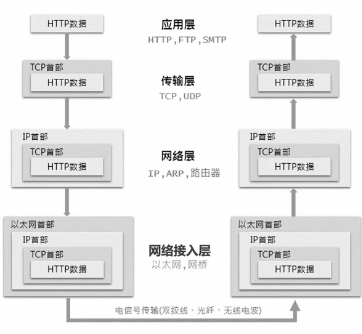 HTTP数据
应用层
HTTP,FTP,SMTP
HTTP数据
TCP首部
HTTP数据
传输层
TCP,UDP
TCP首部
HTTP数据
IP首部
TCP首部
HTTP数据
网络层
IP,ARP,路由器
IP首部
TCP首部
HTTP数据
以太网首部
IP首部
TCP首部
HTTP数据
网络接入层
以太网,网桥
以太网首部
IP首部
TCP首部
HTTP数据
电信号传输(双绞线、光纤、无线电波)